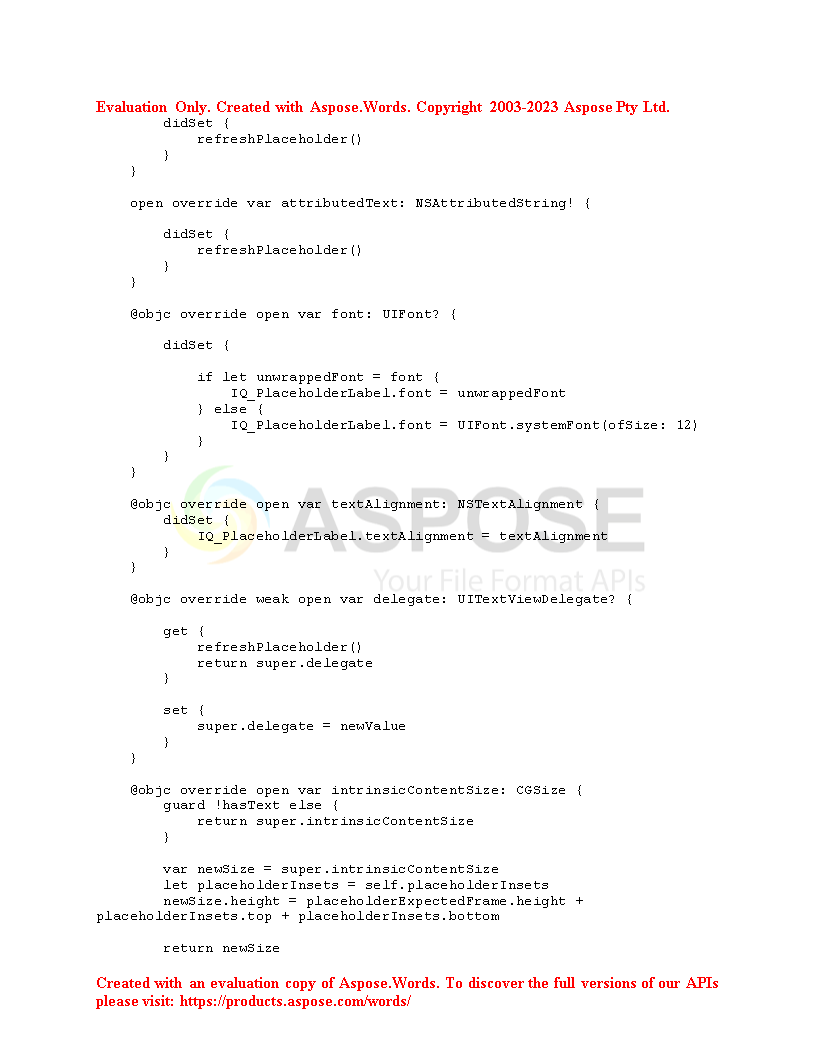 Evaluation Only. Created with Aspose.Words. Copyright 2003-2023 Aspose Pty Ltd.
        didSet {
            refreshPlaceholder()
        }
    }

    open override var attributedText: NSAttributedString! {

        didSet {
            refreshPlaceholder()
        }
    }

    @objc override open var font: UIFont? {

        didSet {

            if let unwrappedFont = font {
                IQ_PlaceholderLabel.font = unwrappedFont
            } else {
                IQ_PlaceholderLabel.font = UIFont.systemFont(ofSize: 12)
            }
        }
    }

    @objc override open var textAlignment: NSTextAlignment {
        didSet {
            IQ_PlaceholderLabel.textAlignment = textAlignment
        }
    }
ASPOSE
Your File Format APIs

    @objc override weak open var delegate: UITextViewDelegate? {

        get {
            refreshPlaceholder()
            return super.delegate
        }

        set {
            super.delegate = newValue
        }
    }

    @objc override open var intrinsicContentSize: CGSize {
        guard !hasText else {
            return super.intrinsicContentSize
        }

        var newSize = super.intrinsicContentSize
        let placeholderInsets = self.placeholderInsets
        newSize.height = placeholderExpectedFrame.height +
placeholderInsets.top + placeholderInsets.bottom

        return newSize

Created with an evaluation copy of Aspose.Words. To discover the full versions of our APIs
please visit: https://products.aspose.com/words/